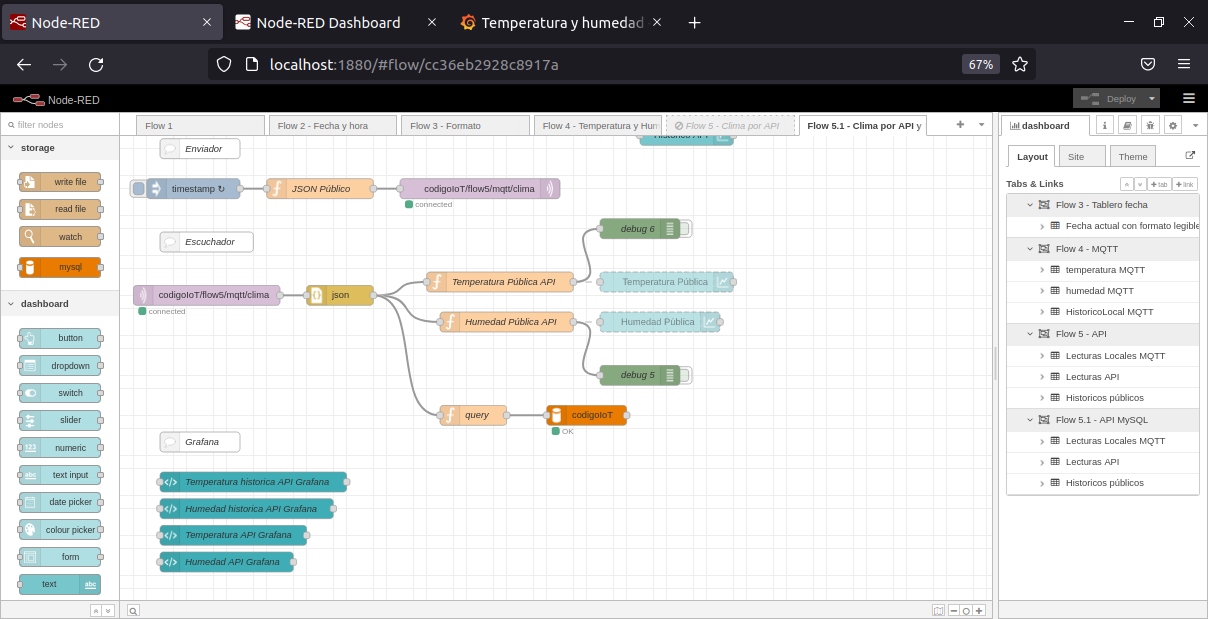 Node-RED
Node-RED Dashboard
Temperatura y humedad
localhost:1880/#flow/cc36eb2928c8917a
67%
Node-RED
Deploy
filter nodes
storage
write file
read file
watch
mysql
dashboard
button
dropdown
switch
slider
numeric
text input
date picker
colour picker
form
text
abc
Flow 1
Flow 2 - Fecha y hora
Flow 3 - Formato
Flow 4 - Temperatura y Hum
Flow 5 - Clima por API
Flow 5.1 - Clima por API y
Historico API
Enviador
timestamp ↻
JSON Público
codigoIoT/flow5/mqtt/clima
connected
Escuchador
debug 6
codigoIoT/flow5/mqtt/clima
connected
json
Temperatura Pública API
Temperatura Pública
Humedad Pública API
Humedad Pública
debug 5
query
codigoIoT
OK
Grafana
Temperatura historica API Grafana
Humedad historica API Grafana
Temperatura API Grafana
Humedad API Grafana
dashboard
Layout
Site
Theme
Tabs & Links
+ tab
+ link
Flow 3 - Tablero fecha
Fecha actual con formato legible
Flow 4 - MQTT
temperatura MQTT
humedad MQTT
HistoricoLocal MQTT
Flow 5 - API
Lecturas Locales MQTT
Lecturas API
Historicos públicos
Flow 5.1 - API MySQL
Lecturas Locales MQTT
Lecturas API
Historicos públicos